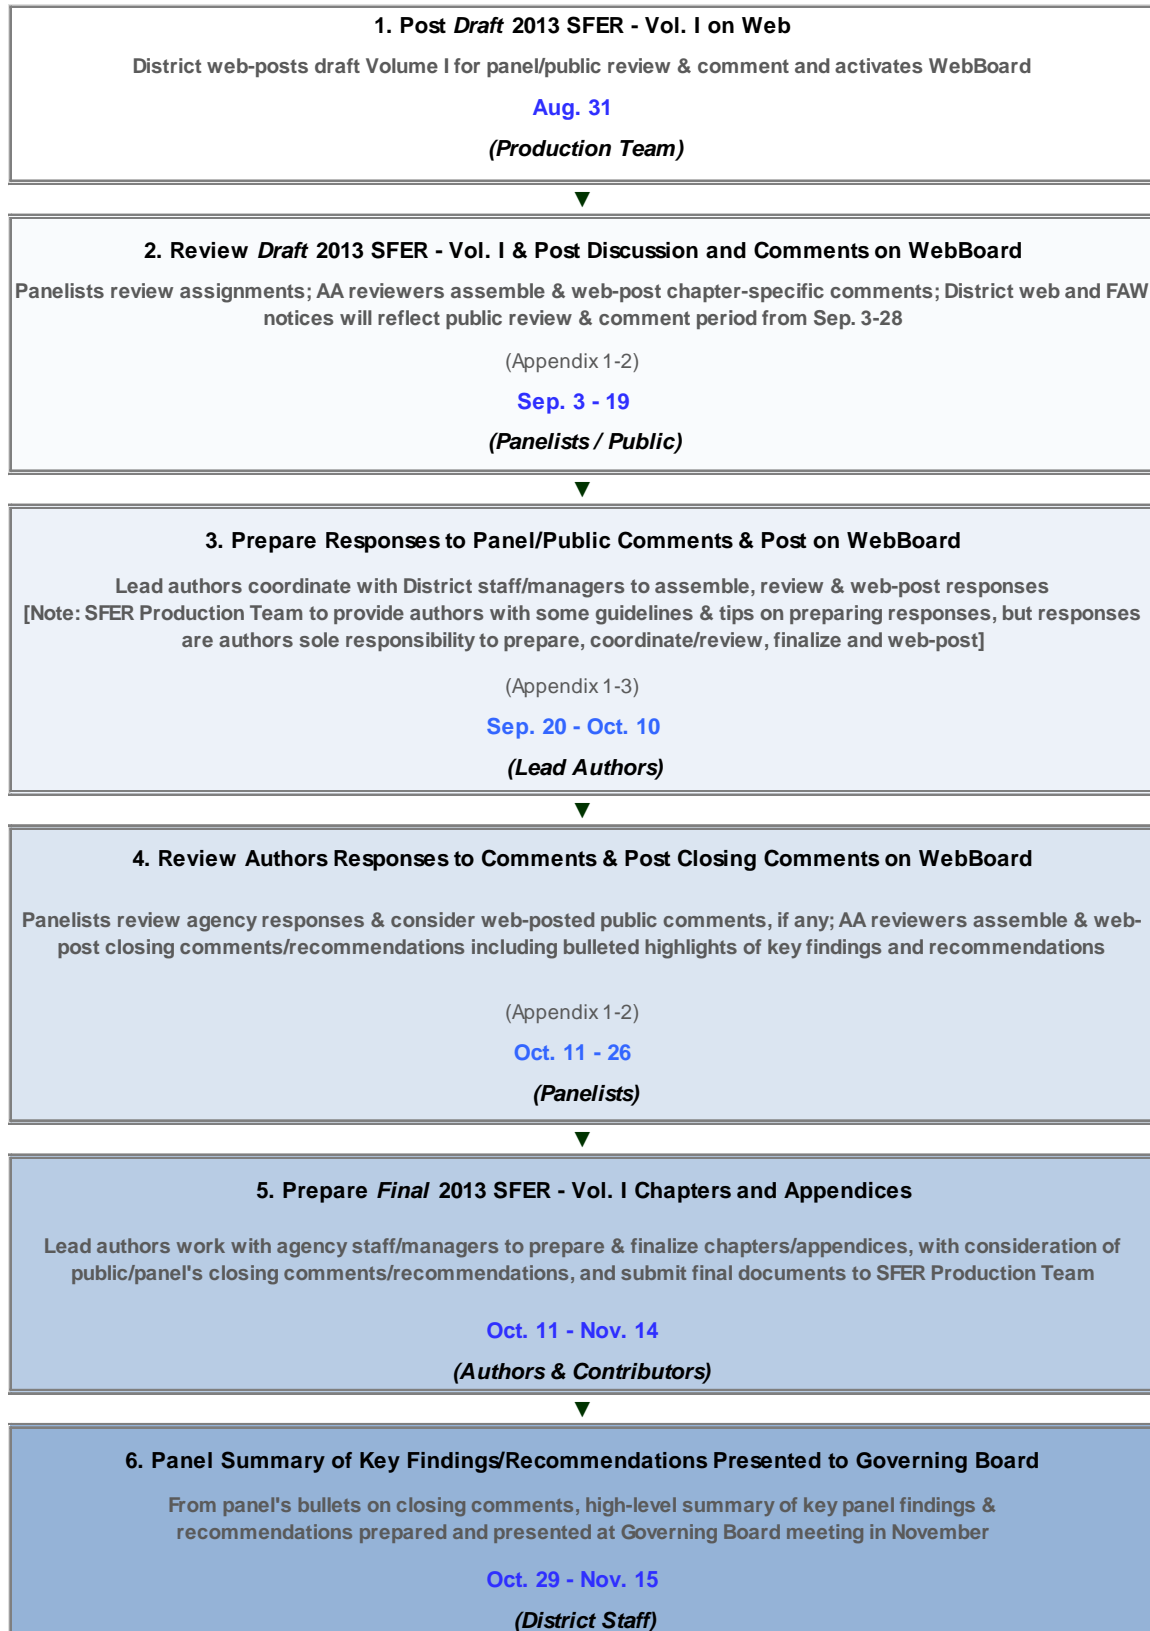 1. Post Draft 2013 SFER - Vol. I on Web
District web-posts draft Volume I for panel/public review & comment and activates WebBoard
Aug. 31
(Production Team)
▼
2. Review Draft 2013 SFER - Vol. I & Post Discussion and Comments on WebBoard
Panelists review assignments; AA reviewers assemble & web-post chapter-specific comments; District web and FAW
notices will reflect public review & comment period from Sep. 3-28
(Appendix 1-2)
Sep. 3 - 19
(Panelists / Public)
▼
3. Prepare Responses to Panel/Public Comments & Post on WebBoard
Lead authors coordinate with District staff/managers to assemble, review & web-post responses
[Note: SFER Production Team to provide authors with some guidelines & tips on preparing responses, but responses
are authors sole responsibility to prepare, coordinate/review, finalize and web-post]
(Appendix 1-3)
Sep. 20 - Oct. 10
(Lead Authors)
▼
4. Review Authors Responses to Comments & Post Closing Comments on WebBoard
Panelists review agency responses & consider web-posted public comments, if any; AA reviewers assemble & web-
post closing comments/recommendations including bulleted highlights of key findings and recommendations
(Appendix 1-2)
Oct. 11 - 26
(Panelists)
▼
5. Prepare Final 2013 SFER - Vol. I Chapters and Appendices
Lead authors work with agency staff/managers to prepare & finalize chapters/appendices, with consideration of
public/panel's closing comments/recommendations, and submit final documents to SFER Production Team
Oct. 11 - Nov. 14
(Authors & Contributors)
▼
6. Panel Summary of Key Findings/Recommendations Presented to Governing Board
From panel's bullets on closing comments, high-level summary of key panel findings &
recommendations prepared and presented at Governing Board meeting in November
Oct. 29 - Nov. 15
(District Staff)